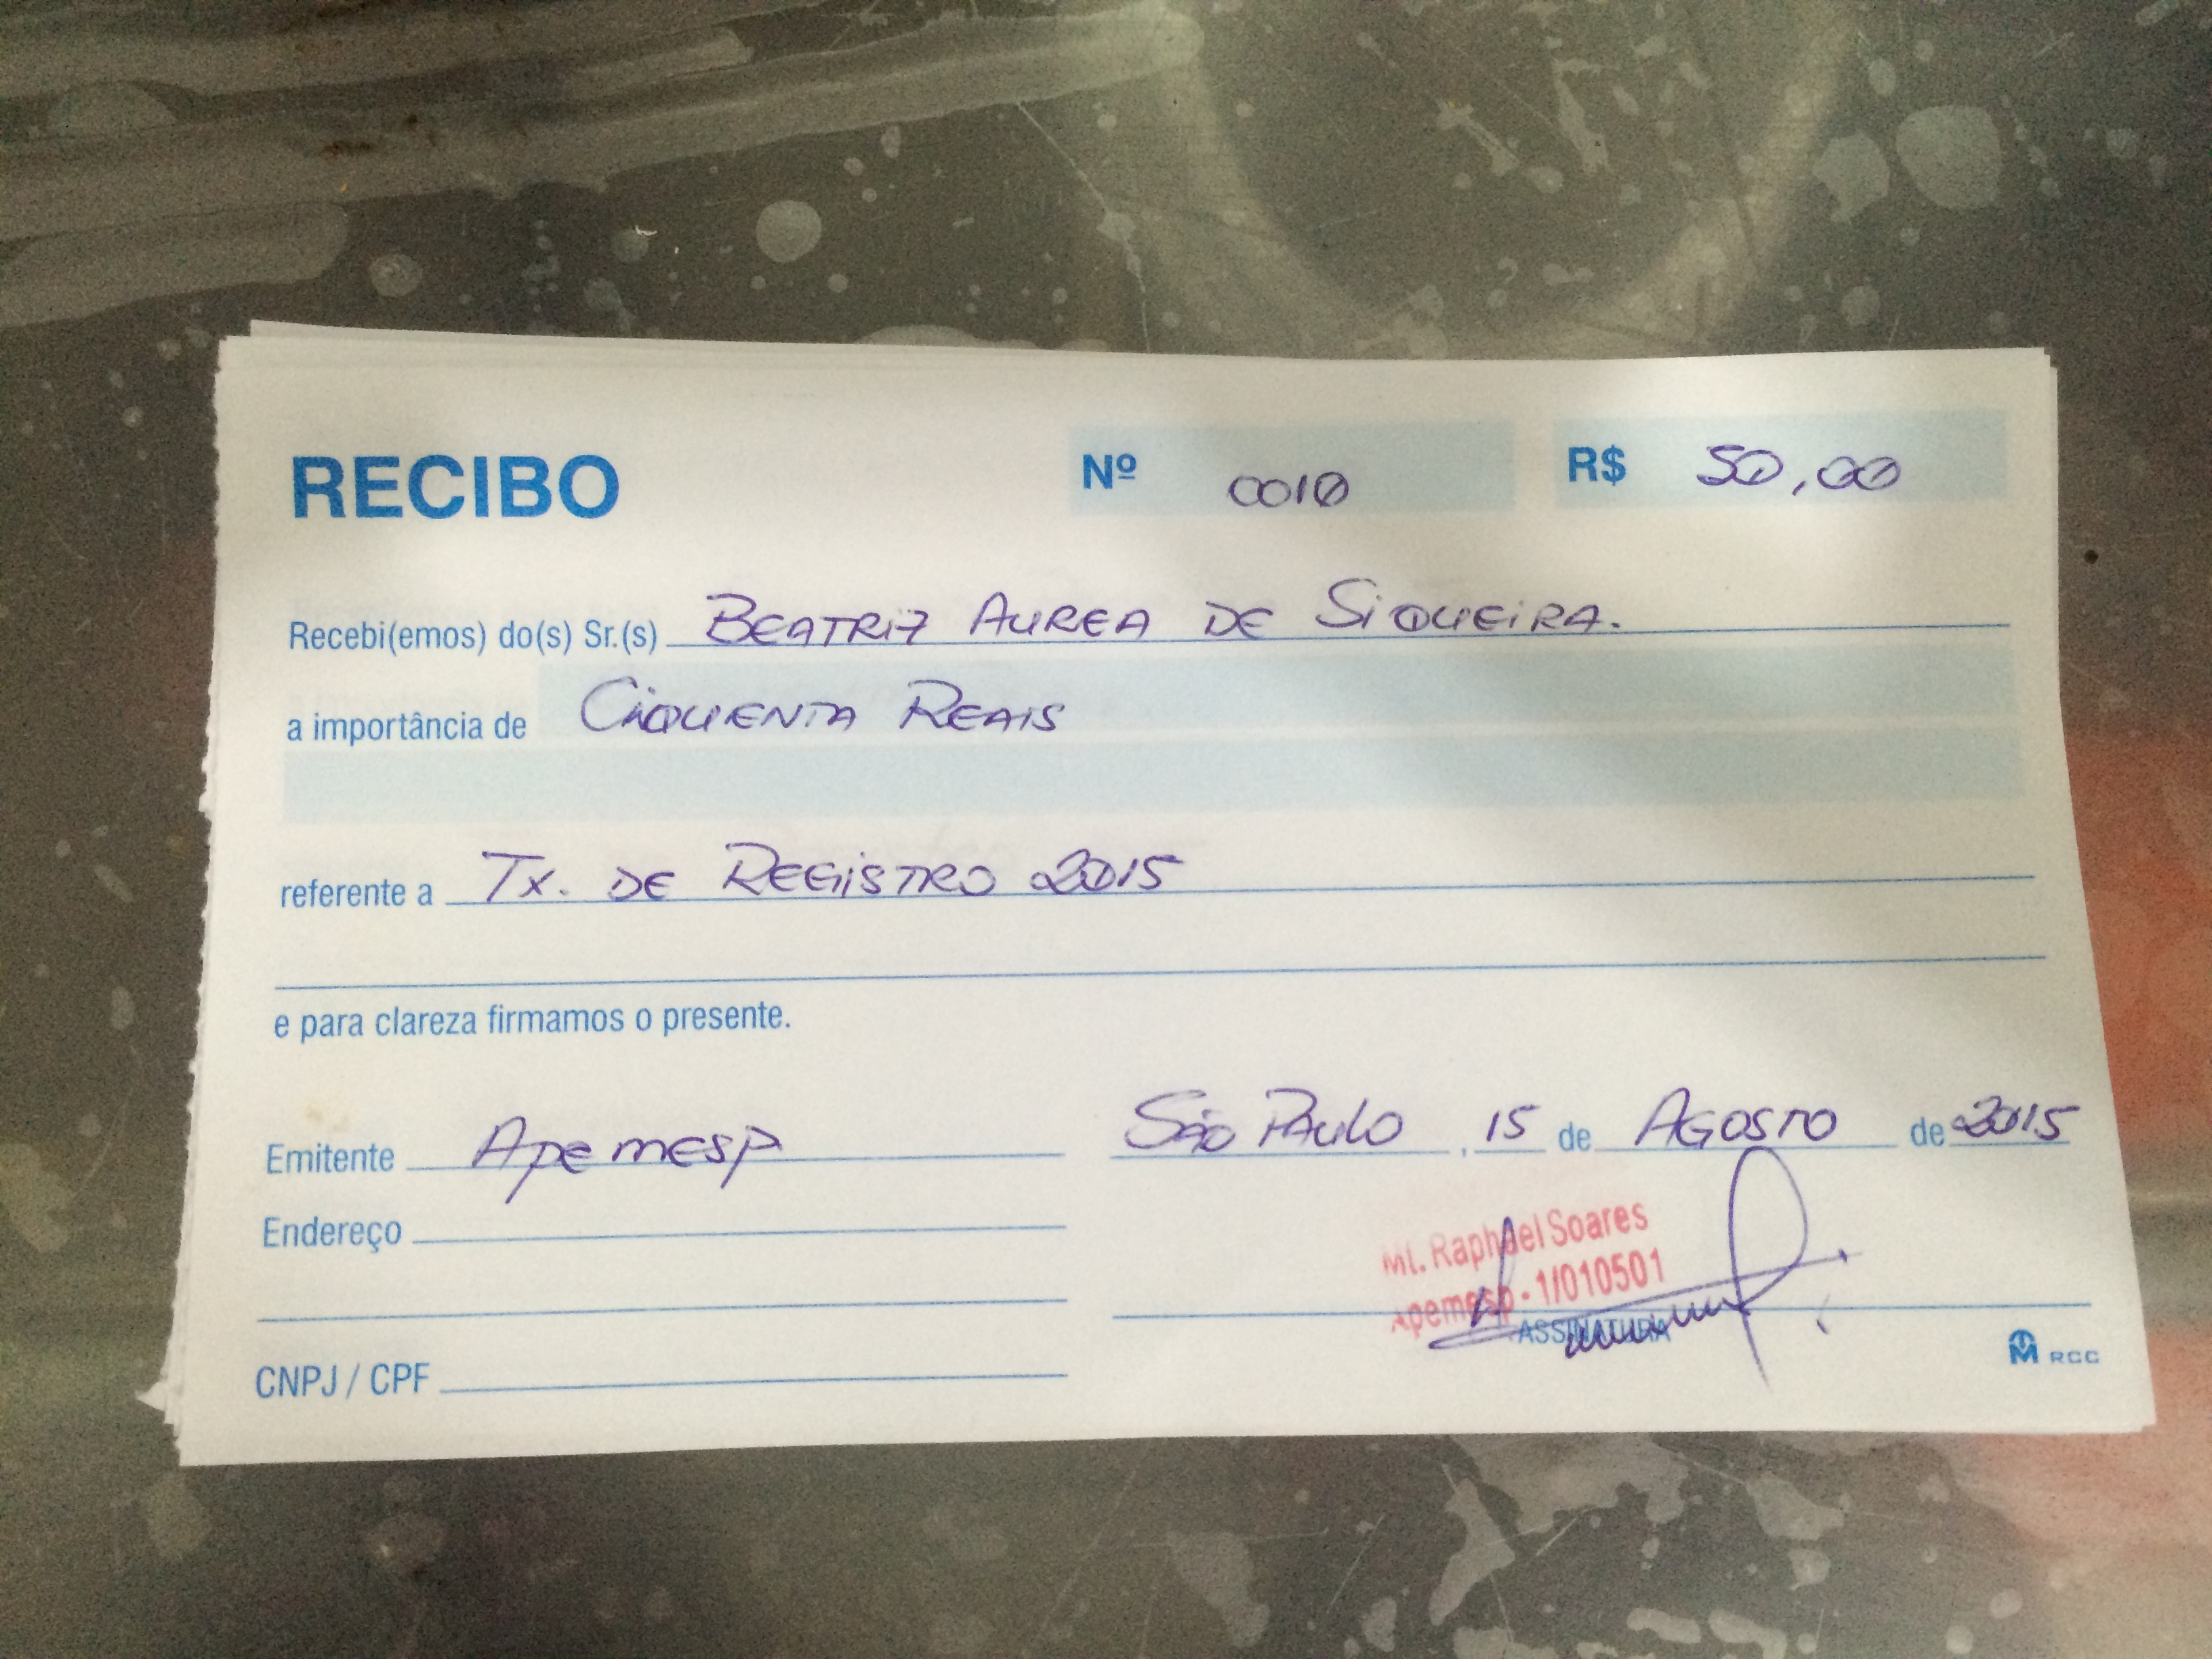 RECIBO Nº 0010 R$ 50,00
Recebi(emos) do(s) Sr.(s) BEATRIZ AUREA DE SIQUEIRA.
a importância de CIQUENTA REAIS
referente a TX. DE REGISTRO 2015
e para clareza firmamos o presente.
Emitente APEMESP São Paulo, 15 de AGOSTO de 2015
Endereço
Mt. Raphael Soares
Apemesp - 1/010501
ASSINATURA
CNPJ / CPF
RCC